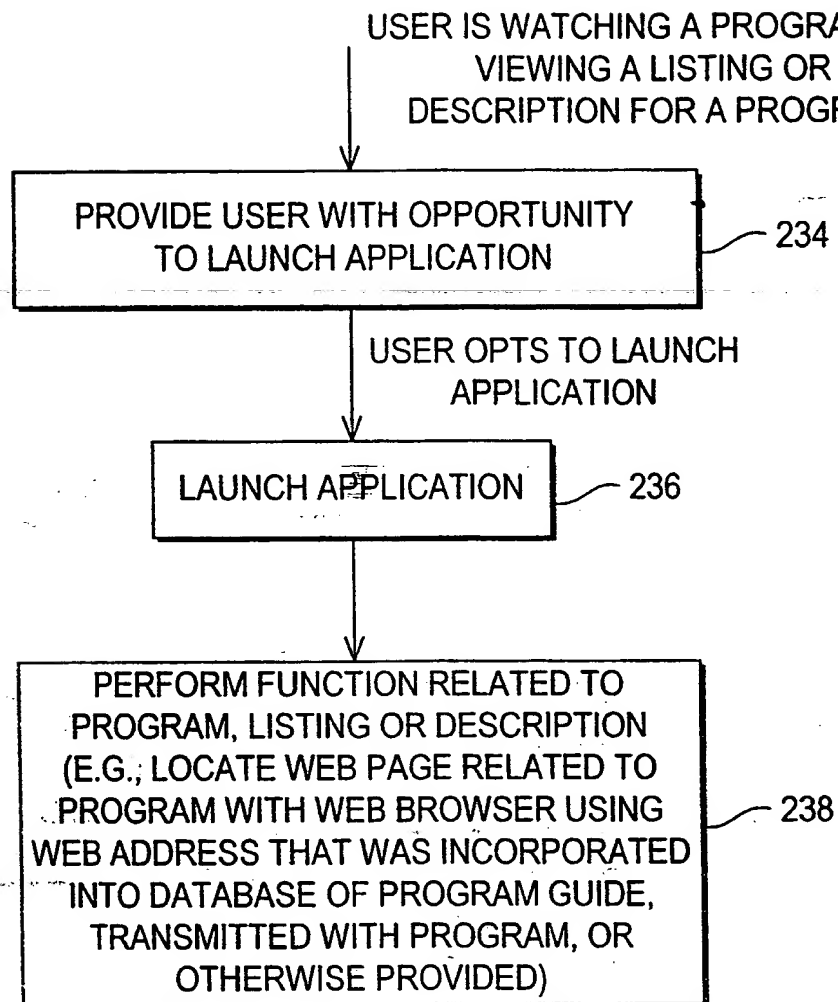 USER IS WATCHING A PROGRA
VIEWING A LISTING OR
DESCRIPTION FOR A PROGR
PROVIDE USER WITH OPPORTUNITY
TO LAUNCH APPLICATION
234
USER OPTS TO LAUNCH
APPLICATION
LAUNCH APPLICATION
236
PERFORM FUNCTION RELATED TO
PROGRAM, LISTING OR DESCRIPTION
(E.G., LOCATE WEB PAGE RELATED TO
PROGRAM WITH WEB BROWSER USING
WEB ADDRESS THAT WAS INCORPORATED
INTO DATABASE OF PROGRAM GUIDE,
TRANSMITTED WITH PROGRAM, OR
OTHERWISE PROVIDED)
238